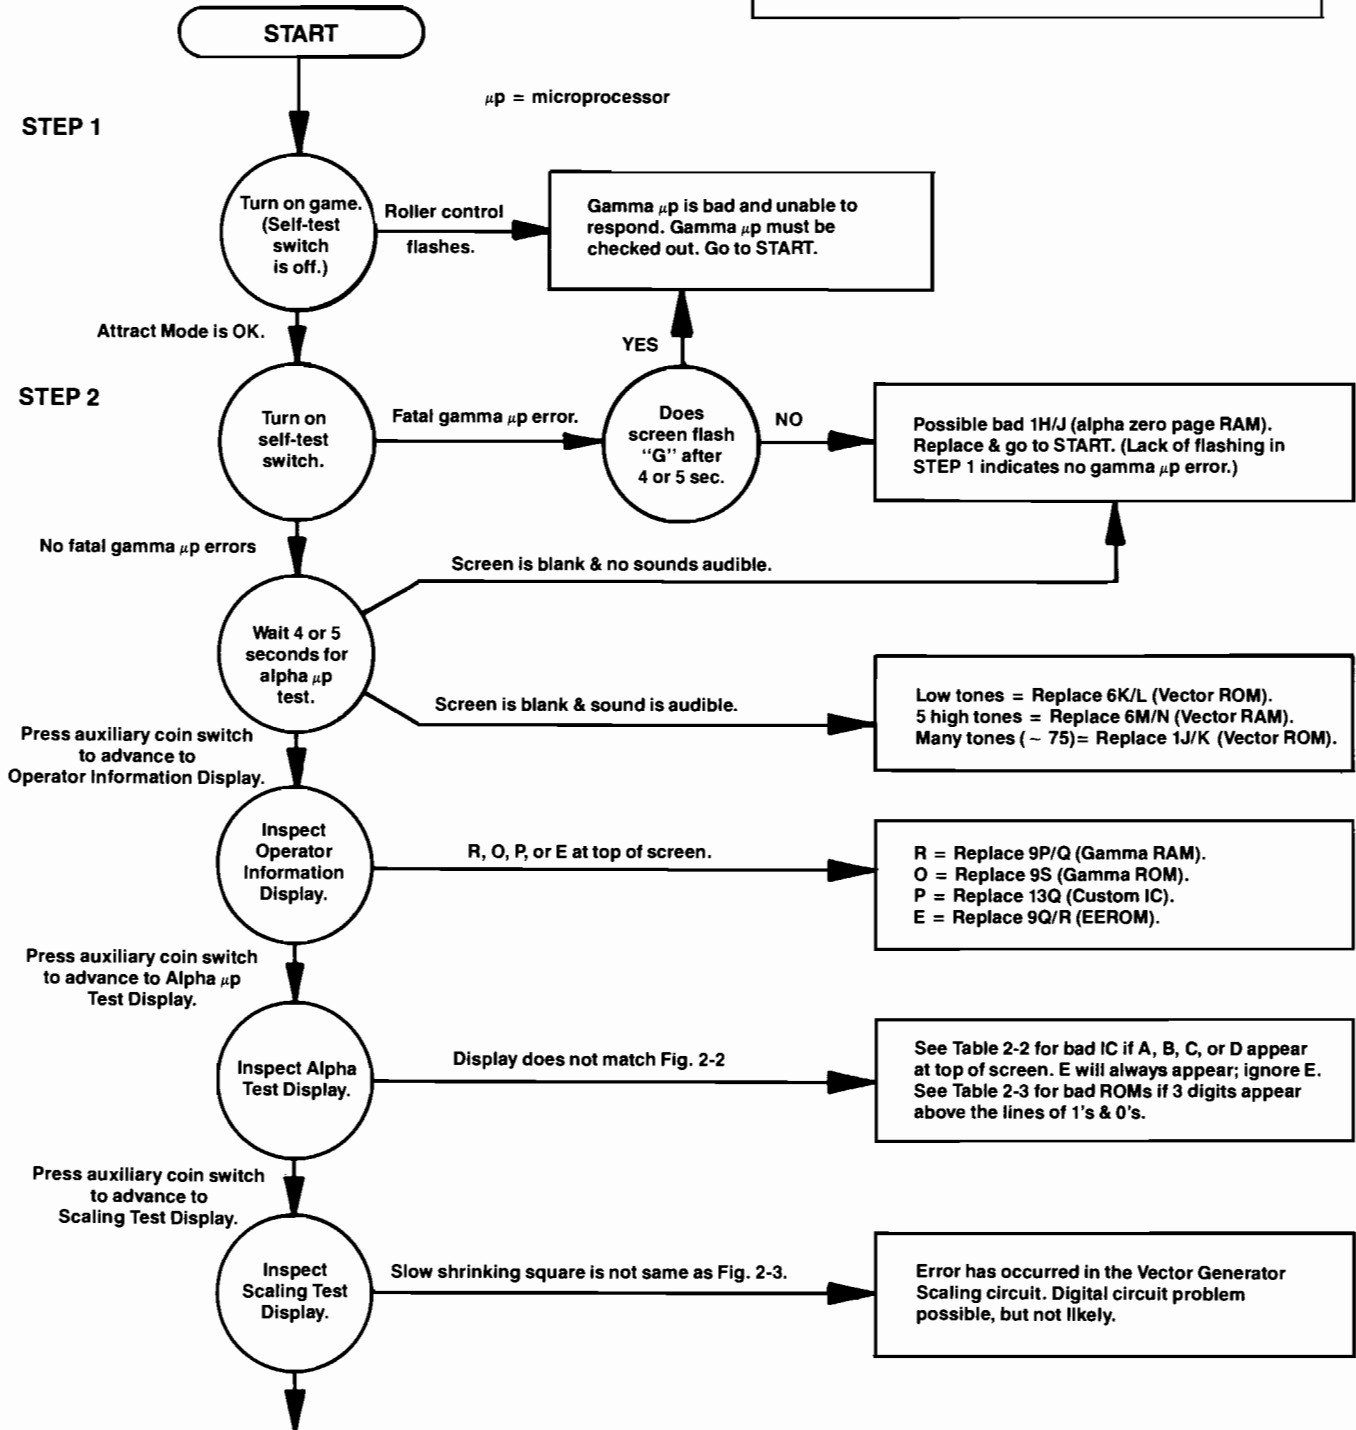 START
μp = microprocessor
STEP 1
Turn on game.
(Self-test
switch
is off.)
Roller control
flashes.
Gamma μp is bad and unable to
respond. Gamma μp must be
checked out. Go to START.
Attract Mode is OK.
YES
STEP 2
Turn on
self-test
switch.
Fatal gamma μp error.
Does
screen flash
“G” after
4 or 5 sec.
NO
Possible bad 1H/J (alpha zero page RAM).
Replace & go to START. (Lack of flashing in
STEP 1 indicates no gamma μp error.)
No fatal gamma μp errors
Screen is blank & no sounds audible.
Wait 4 or 5
seconds for
alpha μp
test.
Screen is blank & sound is audible.
Low tones = Replace 6K/L (Vector ROM).
5 high tones = Replace 6M/N (Vector RAM).
Many tones (~ 75)= Replace 1J/K (Vector ROM).
Press auxiliary coin switch
to advance to
Operator Information Display.
Inspect
Operator
Information
Display.
R, O, P, or E at top of screen.
R = Replace 9P/Q (Gamma RAM).
O = Replace 9S (Gamma ROM).
P = Replace 13Q (Custom IC).
E = Replace 9Q/R (EEROM).
Press auxiliary coin switch
to advance to Alpha μp
Test Display.
Inspect Alpha
Test Display.
Display does not match Fig. 2-2
See Table 2-2 for bad IC if A, B, C, or D appear
at top of screen. E will always appear; ignore E.
See Table 2-3 for bad ROMs if 3 digits appear
above the lines of 1's & 0's.
Press auxiliary coin switch
to advance to
Scaling Test Display.
Inspect
Scaling Test
Display.
Slow shrinking square is not same as Fig. 2-3.
Error has occurred in the Vector Generator
Scaling circuit. Digital circuit problem
possible, but not likely.